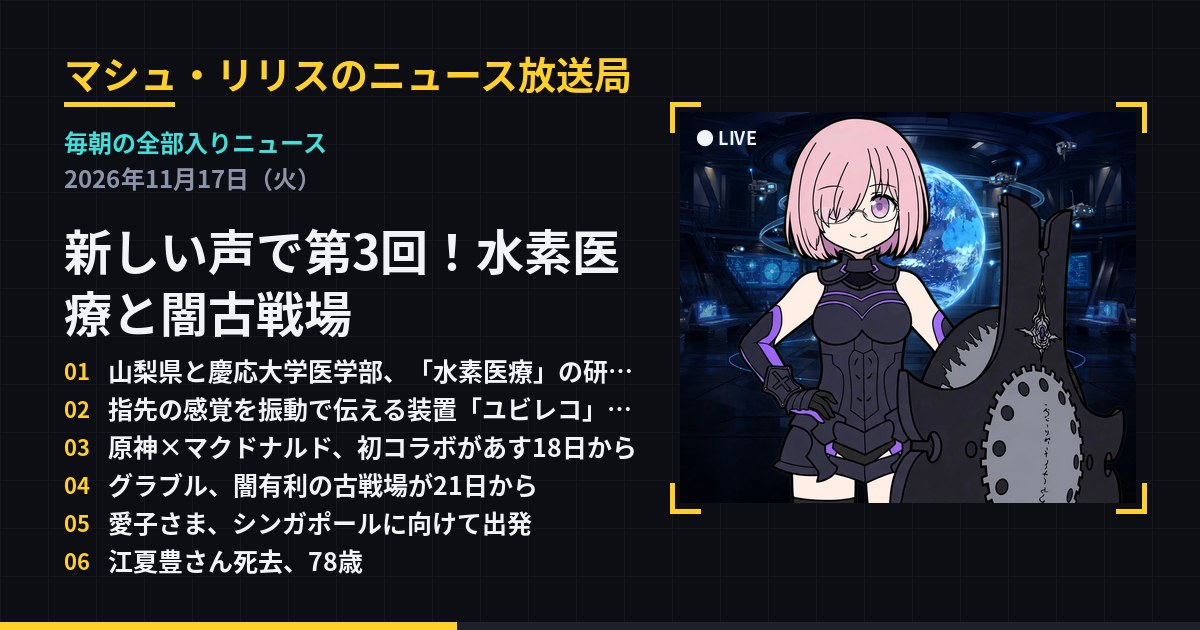 マシュ・リリスのニュース放送局
毎朝の全部入りニュース
2026年11月17日（火）
新しい声で第3回！水素医
療と闇古戦場
01 山梨県と慶応大学医学部、「水素医療」の研…
02 指先の感覚を振動で伝える装置「ユビレコ」…
03 原神×マクドナルド、初コラボがあす18日から
04 グラブル、闇有利の古戦場が21日から
05 愛子さま、シンガポールに向けて出発
06 江夏豊さん死去、78歳
LIVE